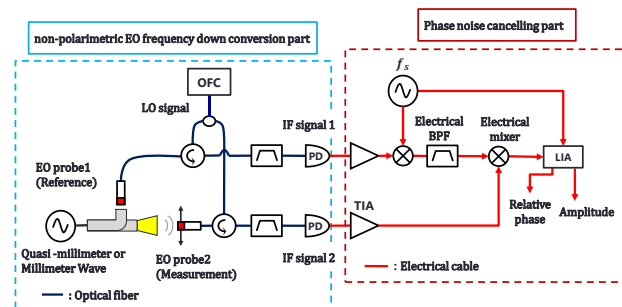 non-polarimetric EO frequency down conversion part
Phase noise cancelling part
OFC
LO signal
IF signal 1
PD
fs
Electrical
BPF
Electrical
mixer
LIA
Relative
phase
Amplitude
EO probe1
(Reference)
TIA
PD
IF signal 2
Quasi -millimeter or
Millimeter Wave
EO probe2
(Measurement)
: Optical fiber
: Electrical cable